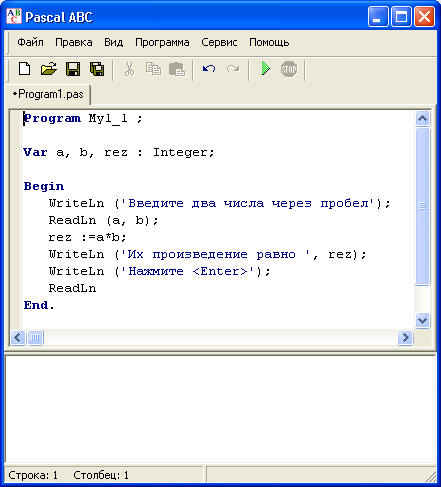 Pascal ABC
Файл Правка Вид Программа Сервис Помощь
STOP
•Program1.pas
Program My1_1 ;
Var a, b, rez : Integer;
Begin
WriteLn ('Введите два числа через пробел');
ReadLn (a, b);
rez :=a*b;
WriteLn ('Их произведение равно ', rez);
WriteLn ('Нажмите <Enter>');
ReadLn
End.
Строка: 1 Столбец: 1